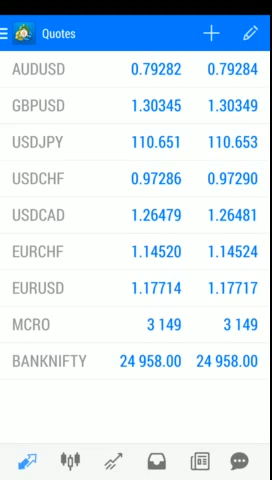 Quotes
AUDUSD 0.79282 0.79284
GBPUSD 1.30345 1.30349
USDJPY 110.651 110.653
USDCHF 0.97286 0.97290
USDCAD 1.26479 1.26481
EURCHF 1.14520 1.14524
EURUSD 1.17714 1.17717
MCRO 3 149 3 149
BANKNIFTY 24 958.00 24 958.00